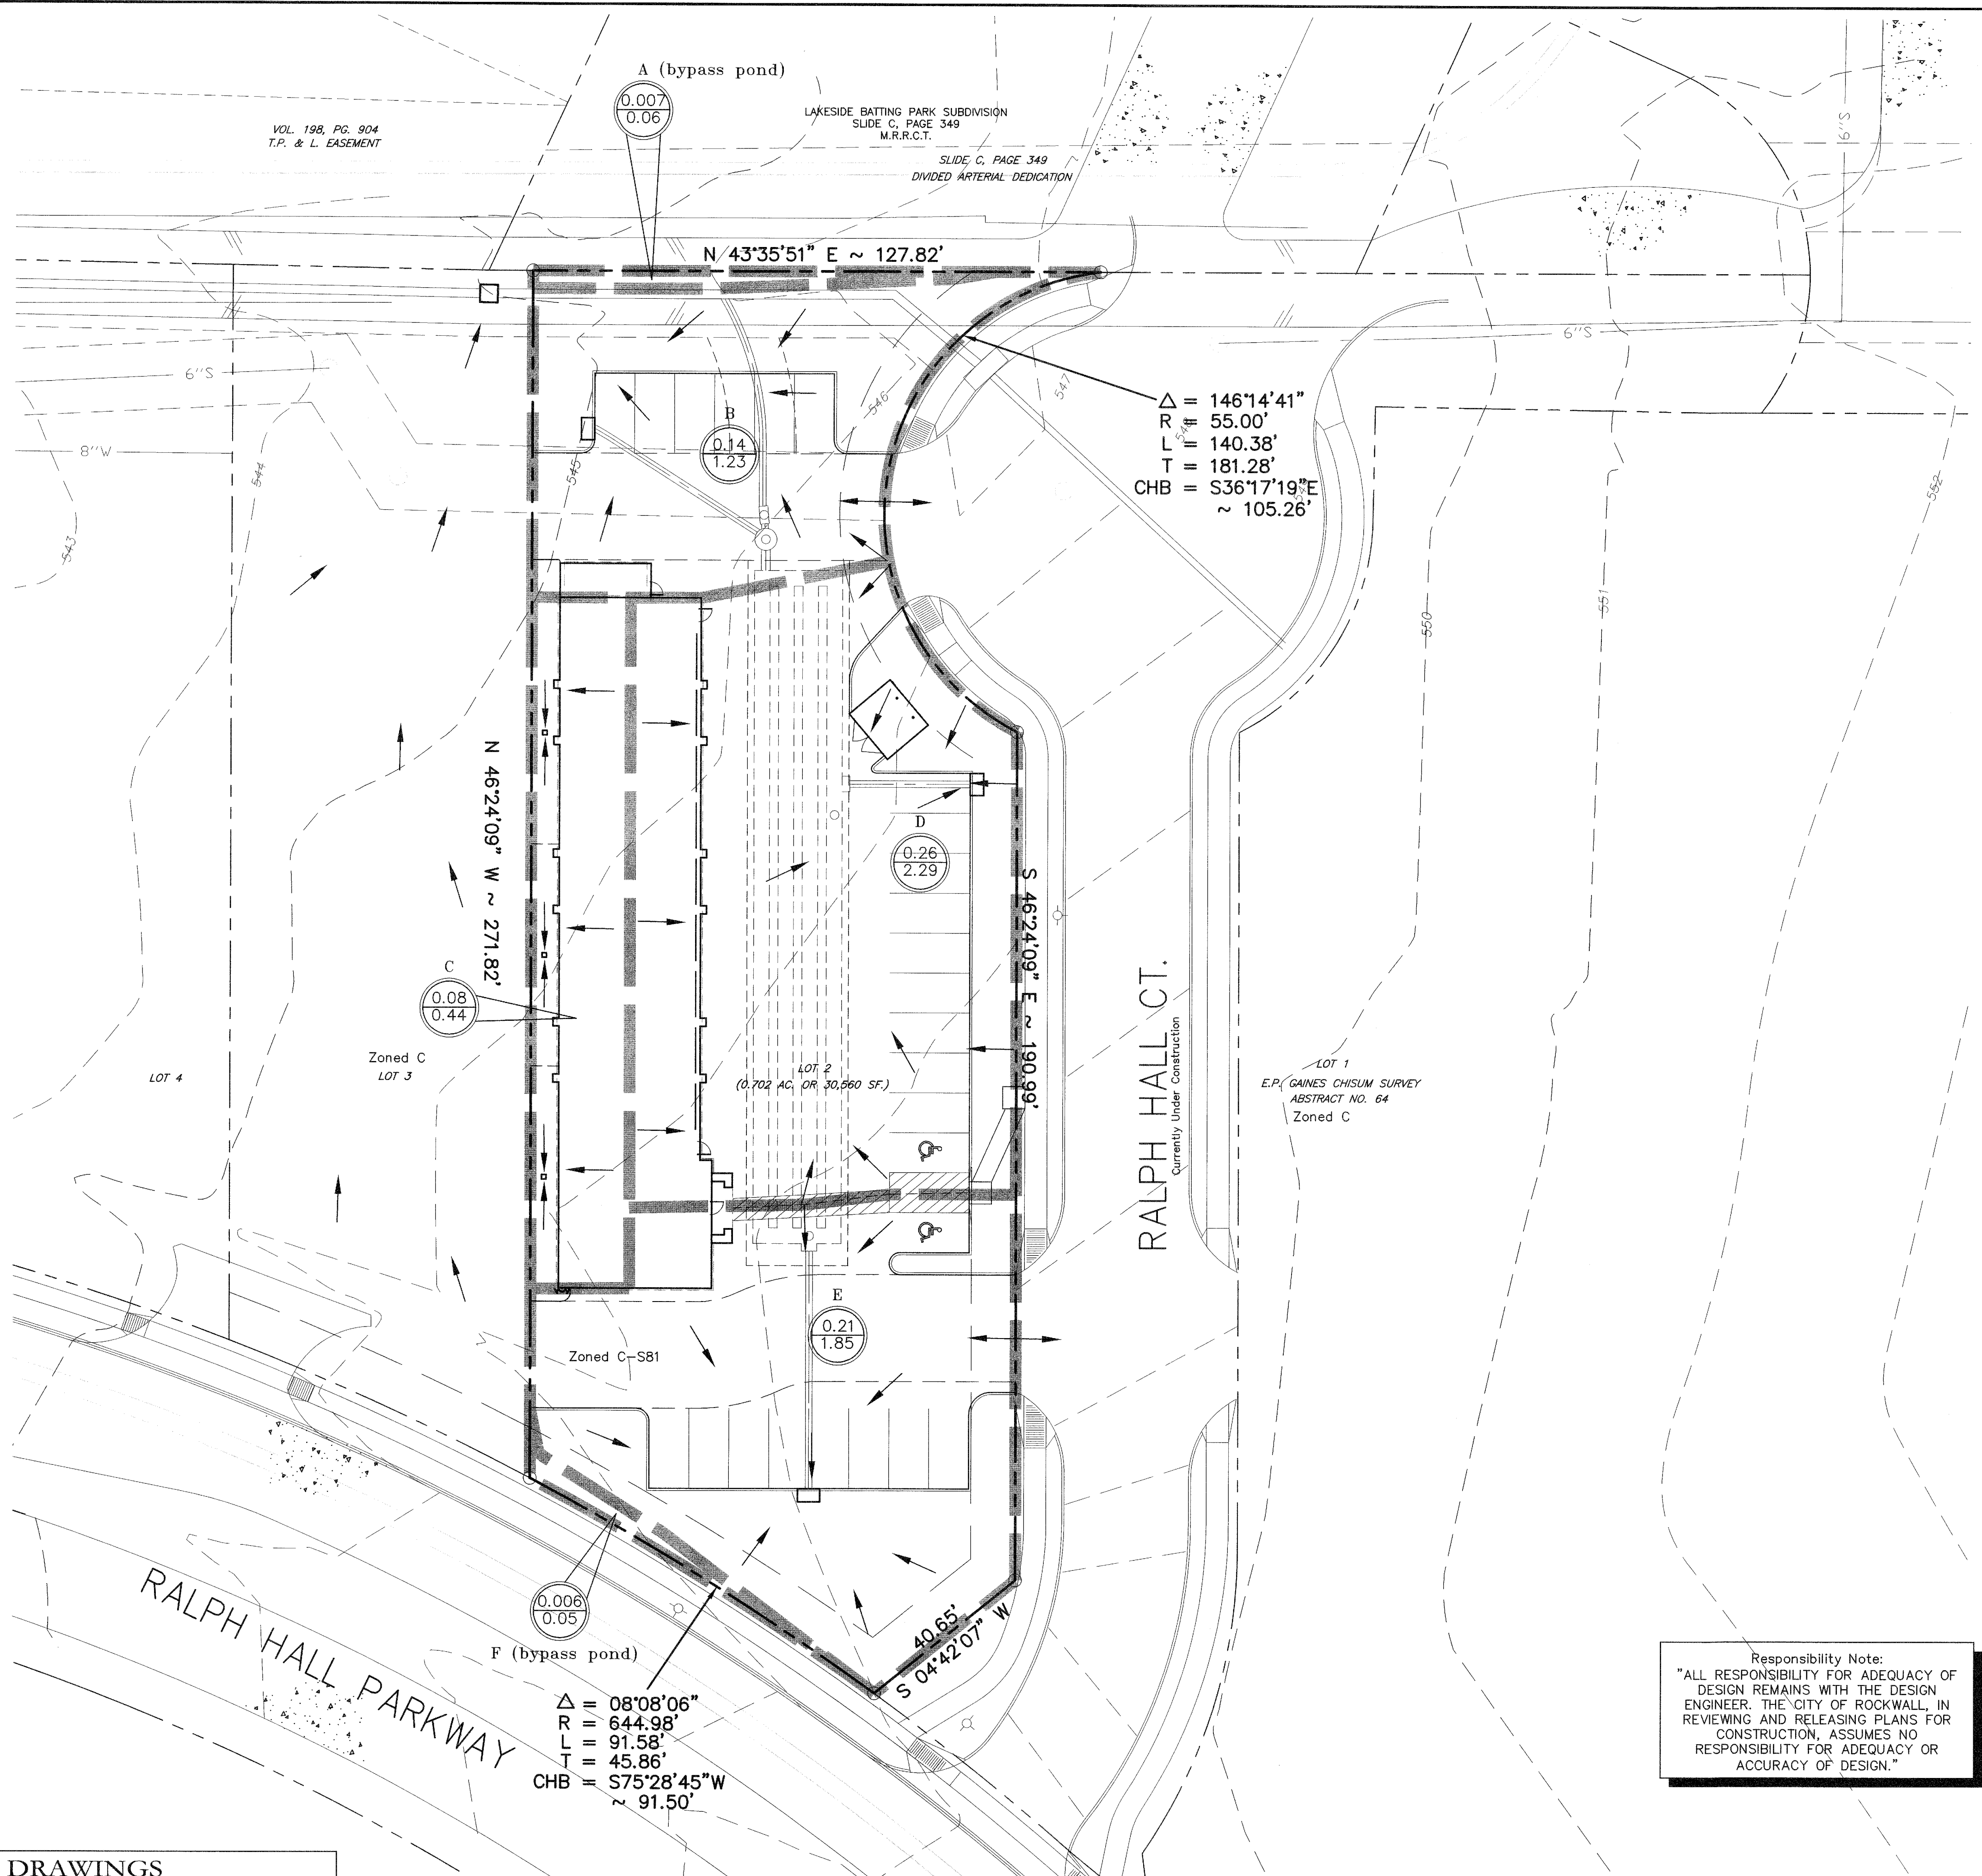 A (bypass pond)
0.007
0.06
VOL. 198, PG. 904
T.P. & L. EASEMENT
LAKESIDE BATTING PARK SUBDIVISION
SLIDE C, PAGE 349
M.R.R.C.T.
SLIDE C, PAGE 349
DIVIDED ARTERIAL DEDICATION
6"S
N 43°35'51" E ~ 127.82'
6"S
6"S
8"W
547
546
545
544
543
B
0.14
1.23
Δ = 146°14'41"
R = 55.00'
L = 140.38'
T = 181.28'
CHB = S36°17'19"E
~ 105.26'
552
551
550
N 46°24'09" W ~ 271.82'
D
0.26
2.29
S 46°24'09" E ~ 190.99'
C
0.08
0.44
Zoned C
LOT 3
LOT 4
LOT 2
(0.702 AC. OR 30,560 SF.)
RALPH HALL CT.
Currently Under Construction
LOT 1
E.P. GAINES CHISUM SURVEY
ABSTRACT NO. 64
Zoned C
E
0.21
1.85
Zoned C-S81
0.006
0.05
F (bypass pond)
40.65'
S 04°42'07" W
RALPH HALL PARKWAY
Δ = 08°08'06"
R = 644.98'
L = 91.58'
T = 45.86'
CHB = S75°28'45"W
~ 91.50'
Responsibility Note:
"ALL RESPONSIBILITY FOR ADEQUACY OF
DESIGN REMAINS WITH THE DESIGN
ENGINEER. THE CITY OF ROCKWALL, IN
REVIEWING AND RELEASING PLANS FOR
CONSTRUCTION, ASSUMES NO
RESPONSIBILITY FOR ADEQUACY OR
ACCURACY OF DESIGN."
DRAWINGS